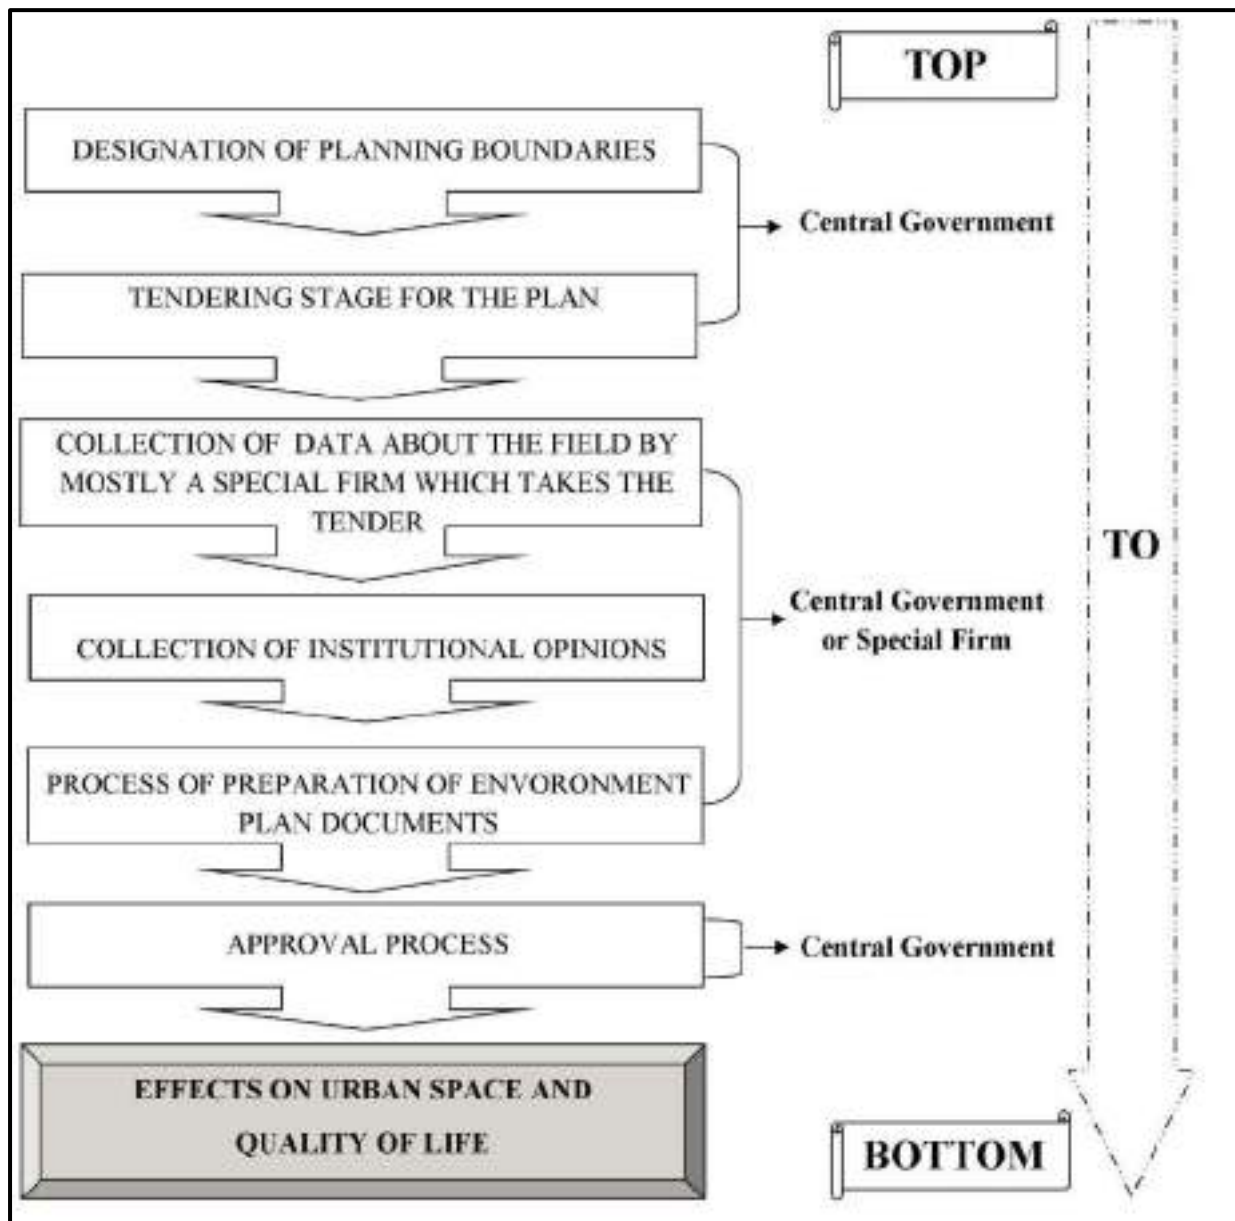 TOP
DESIGNATION OF PLANNING BOUNDARIES
Central Government
TENDERING STAGE FOR THE PLAN
COLLECTION OF DATA ABOUT THE FIELD BY
MOSTLY A SPECIAL FIRM WHICH TAKES THE
TENDER
TO
Central Government
or Special Firm
COLLECTION OF INSTITUTIONAL OPINIONS
PROCESS OF PREPARATION OF ENVORONMENT
PLAN DOCUMENTS
APPROVAL PROCESS
Central Government
EFFECTS ON URBAN SPACE AND
QUALITY OF LIFE
BOTTOM